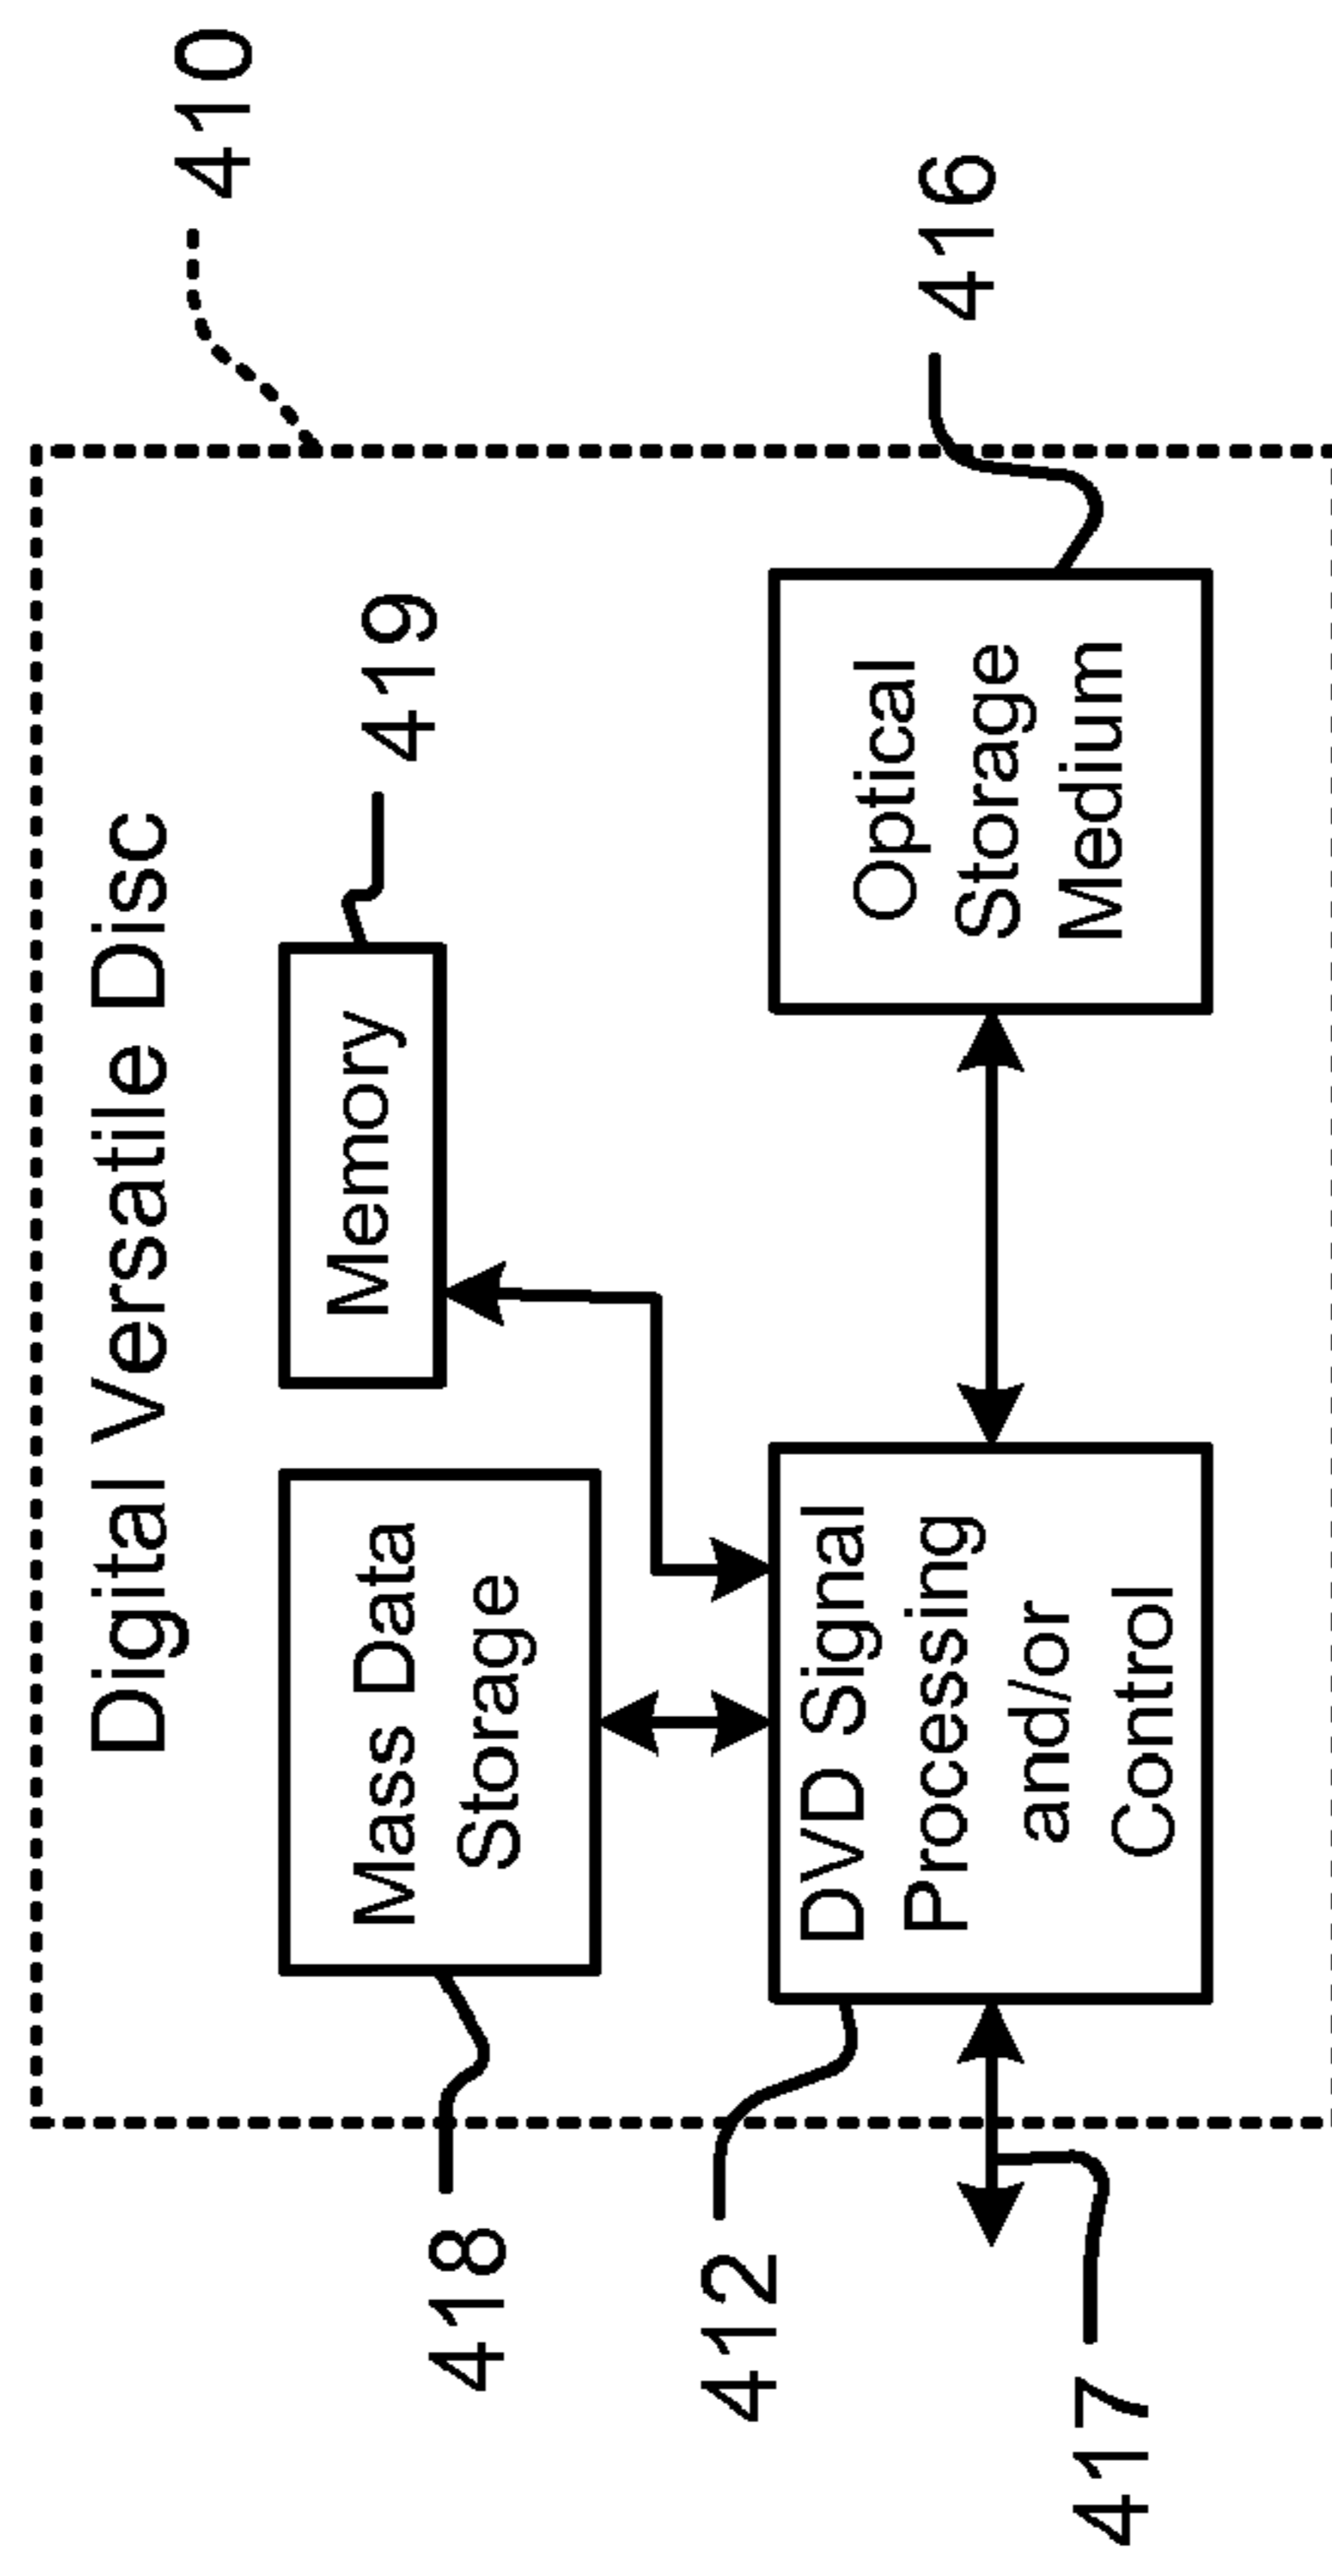 410
Digital Versatile Disc
419
Memory
Mass Data
Storage
418
416
Optical
Storage
Medium
DVD Signal
Processing
and/or
Control
412
417